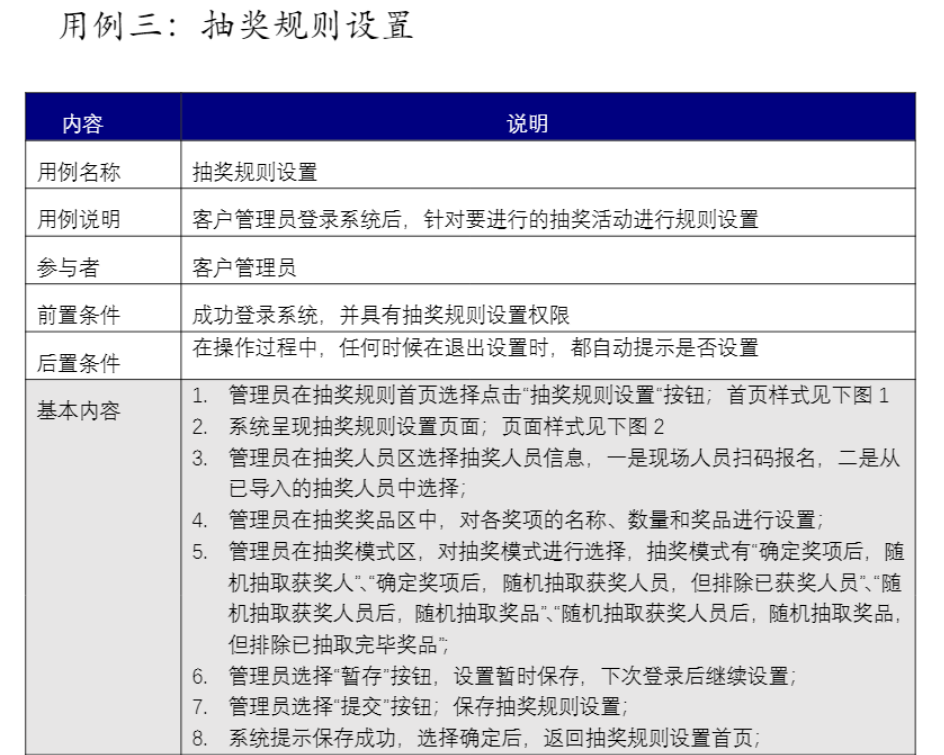 用例三：抽奖规则设置
内容 说明
用例名称 抽奖规则设置
用例说明 客户管理员登录系统后，针对要进行的抽奖活动进行规则设置
参与者 客户管理员
前置条件 成功登录系统，并具有抽奖规则设置权限
后置条件 在操作过程中，任何时候在退出设置时，都自动提示是否设置
基本内容 1. 管理员在抽奖规则首页选择点击“抽奖规则设置“按钮；首页样式见下图 1
2. 系统呈现抽奖规则设置页面；页面样式见下图 2
3. 管理员在抽奖人员区选择抽奖人员信息，一是现场人员扫码报名，二是从
已导入的抽奖人员中选择；
4. 管理员在抽奖奖品区中，对各奖项的名称、数量和奖品进行设置；
5. 管理员在抽奖模式区，对抽奖模式进行选择，抽奖模式有“确定奖项后，随
机抽取获奖人”、“确定奖项后，随机抽取获奖人员，但排除已获奖人员”、“随
机抽取获奖人员后，随机抽取奖品”、“随机抽取获奖人员后，随机抽取奖品，
但排除已抽取完毕奖品”；
6. 管理员选择“暂存”按钮，设置暂时保存，下次登录后继续设置；
7. 管理员选择“提交”按钮；保存抽奖规则设置；
8. 系统提示保存成功，选择确定后，返回抽奖规则设置首页；